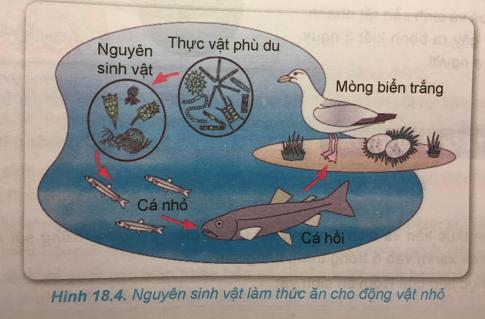 Nguyên
sinh vật
Thực vật phù du
Mòng biển trắng
Cá nhỏ
Cá hồi
Hình 18.4. Nguyên sinh vật làm thức ăn cho động vật nhỏ